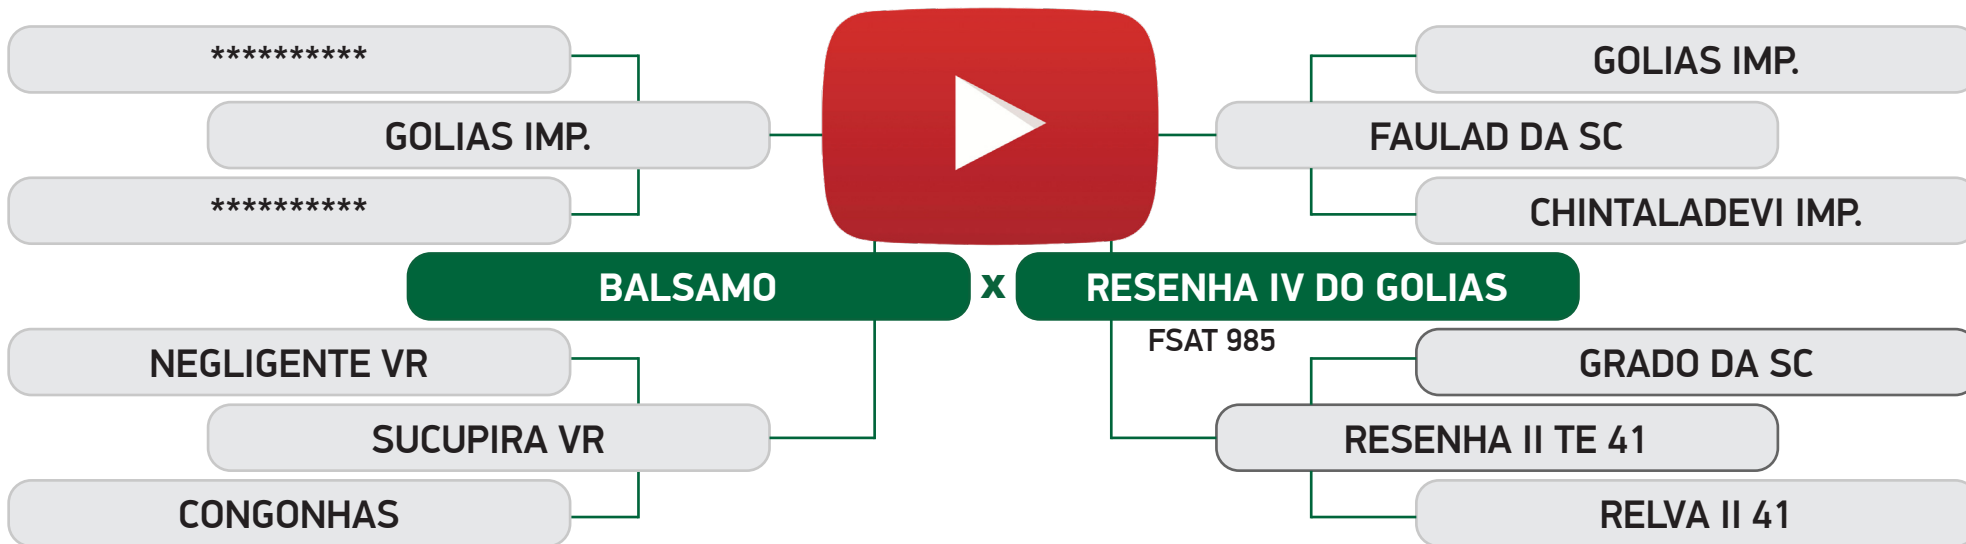 **********
GOLIAS IMP.
GOLIAS IMP.
FAULAD DA SC
**********
CHINTALADEVI IMP.
BALSAMO x RESENHA IV DO GOLIAS
FSAT 985
NEGLIGENTE VR
GRADO DA SC
SUCUPIRA VR
RESENHA II TE 41
CONGONHAS
RELVA II 41